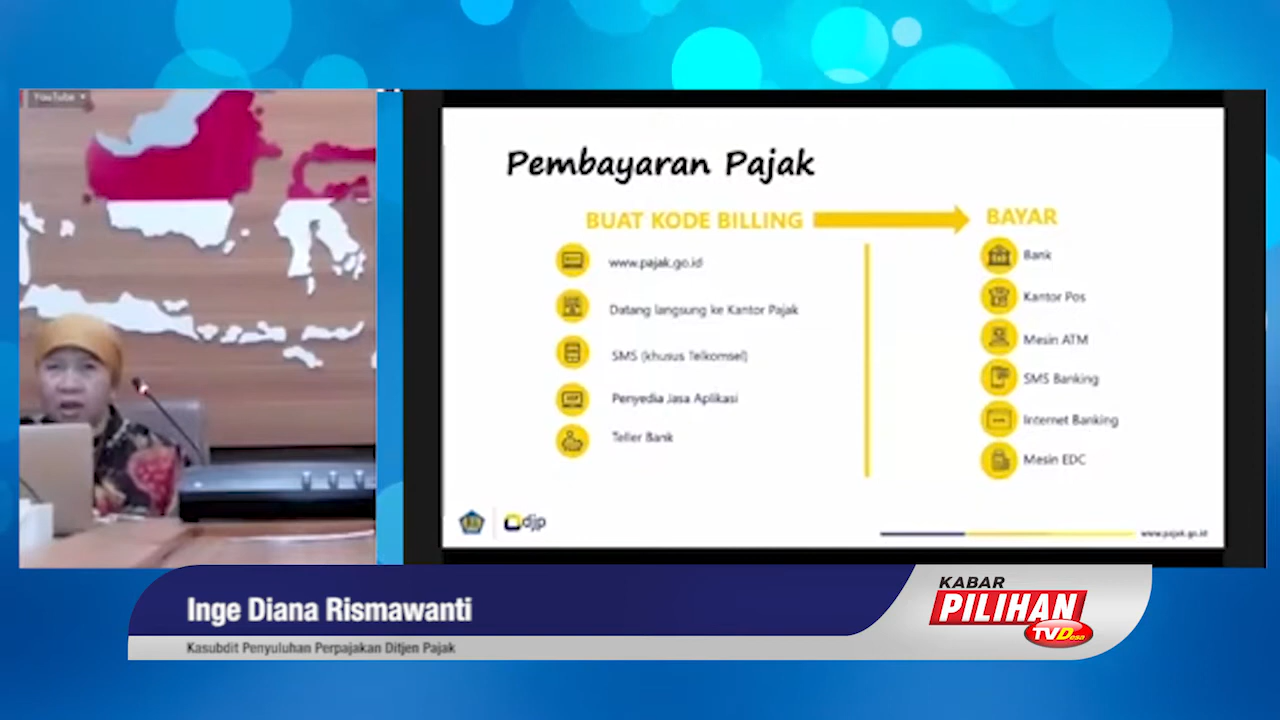 YouTube
Pembayaran Pajak
BUAT KODE BILLING
www.pajak.go.id
Datang langsung ke Kantor Pajak
SMS (khusus Telkomsel)
Penyedia Jasa Aplikasi
Teller Bank
BAYAR
Bank
Kantor Pos
Mesin ATM
SMS Banking
Internet Banking
Mesin EDC
djp
www.pajak.go.id
Inge Diana Rismawanti
Kasubdit Penyuluhan Perpajakan Ditjen Pajak
KABAR
PILIHAN
TVDesa